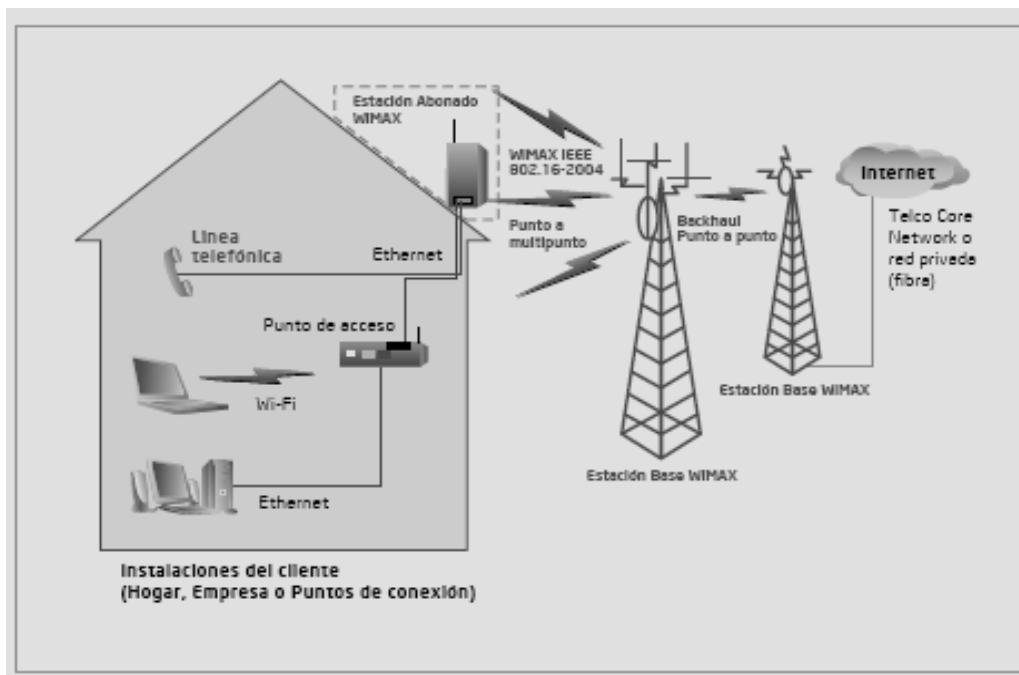 Estación Abonado
WIMAX
WIMAX IEEE
802.16-2004
Internet
Línea
telefónica
Ethernet
Punto a
multipunto
Backhaul
Punto a punto
Telco Core
Network o
red privada
(fibra)
Punto de acceso
Wi-Fi
Estación Base WIMAX
Estación Base WIMAX
Ethernet
Instalaciones del cliente
(Hogar, Empresa o Puntos de conexión)